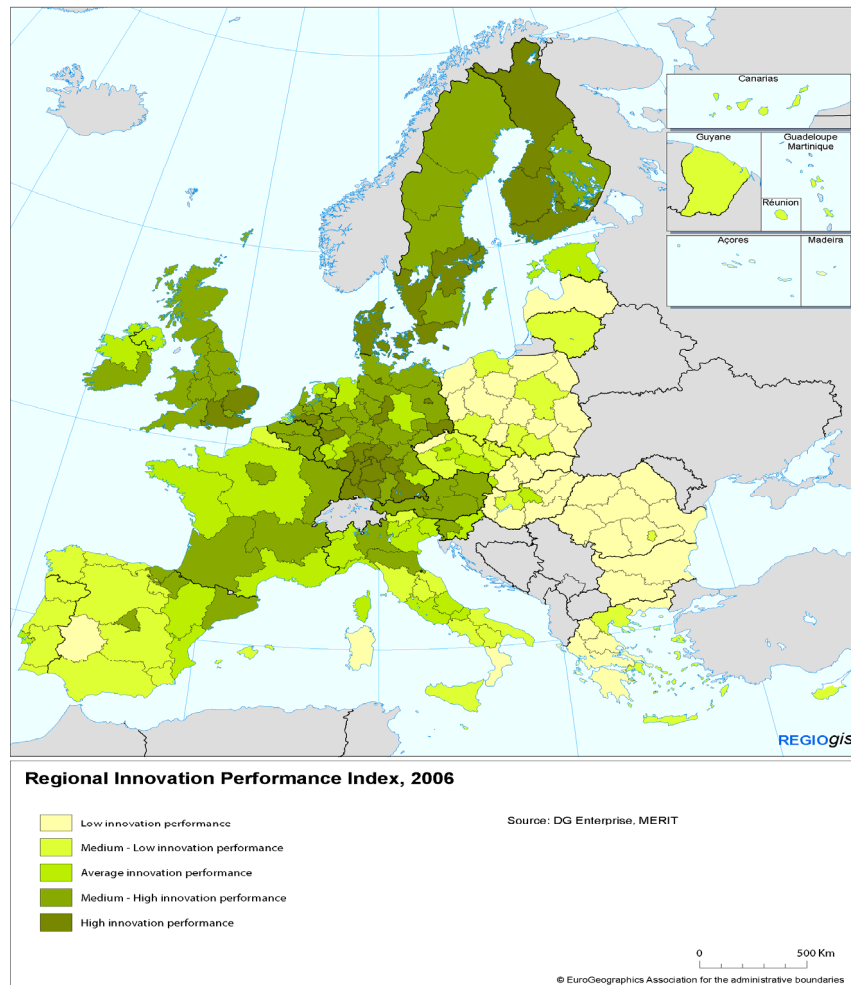 Canarias
Guyane
Guadeloupe
Martinique
Réunion
Açores
Madeira
REGIOgis
Regional Innovation Performance Index, 2006
Low innovation performance
Source: DG Enterprise, MERIT
Medium - Low innovation performance
Average innovation performance
Medium - High innovation performance
High innovation performance
0
500 Km
© EuroGeographics Association for the administrative boundaries